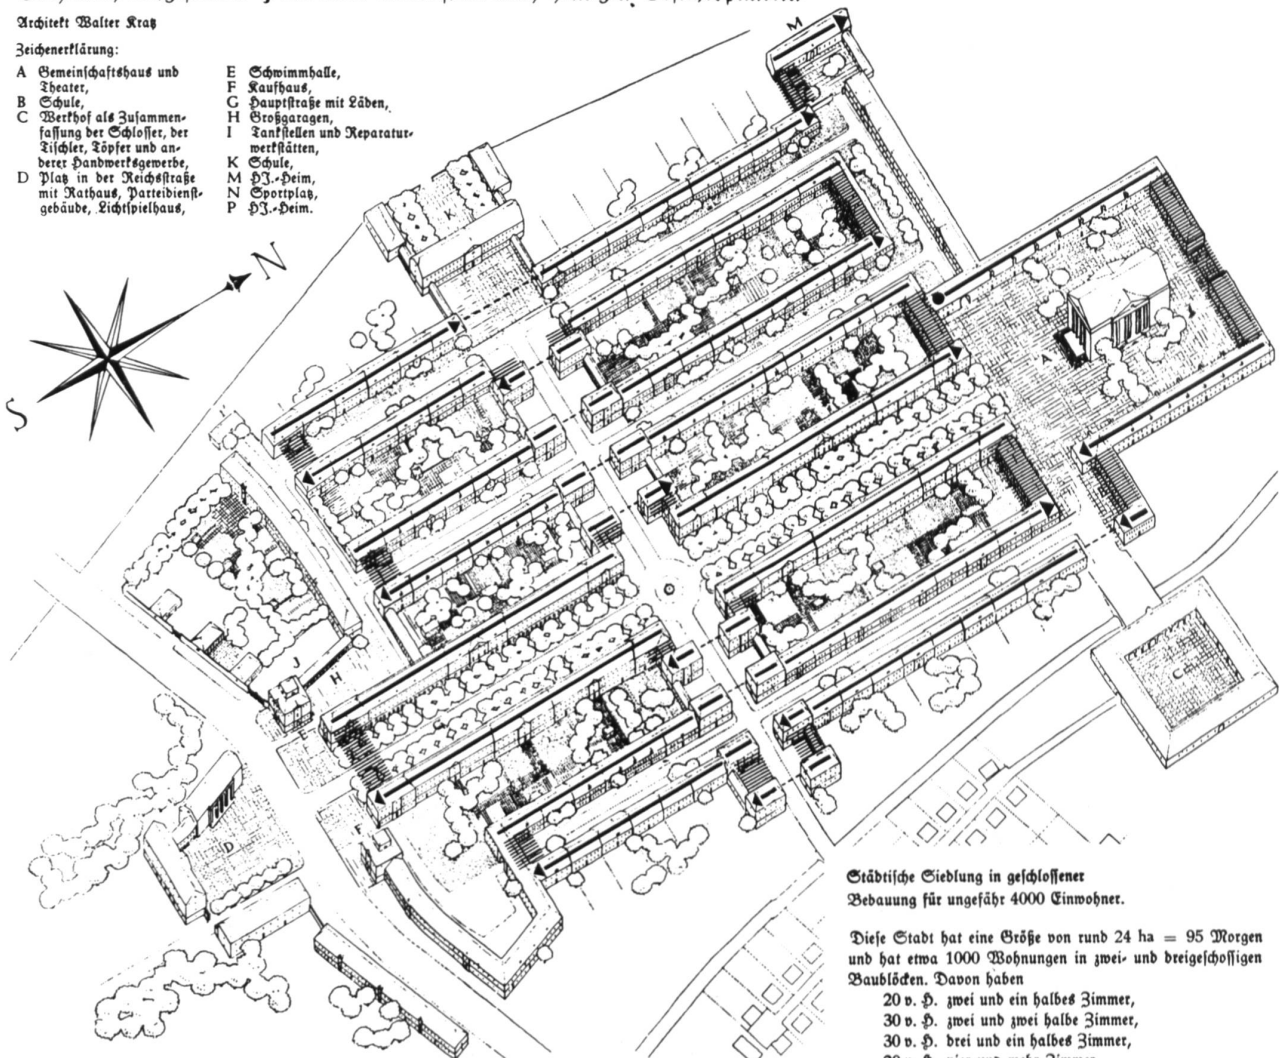 Architekt Walter Kratz
Zeichenerklärung:
A Gemeinschaftshaus und
Theater,
B Schule,
C Werkhof als Zusammen-
fassung der Schlosser, der
Tischler, Töpfer und an-
derer Handwerksgewerbe,
D Platz in der Reichsstraße
mit Rathaus, Parteidienst-
gebäude, Lichtspielhaus,
E Schwimmhalle,
F Kaufhaus,
G Hauptstraße mit Läden,
H Großgaragen,
I Tankstellen und Reparatur-
werkstätten,
K Schule,
M HJ.-Heim,
N Sportplatz,
P HJ.-Heim.
M
K
N
S
A
J
H
F
D
C
Städtische Siedlung in geschlossener
Bebauung für ungefähr 4000 Einwohner.
Diese Stadt hat eine Größe von rund 24 ha = 95 Morgen
und hat etwa 1000 Wohnungen in zwei- und dreigeschossigen
Baublöcken. Davon haben
20 v. H. zwei und ein halbes Zimmer,
30 v. H. zwei und zwei halbe Zimmer,
30 v. H. drei und ein halbes Zimmer,